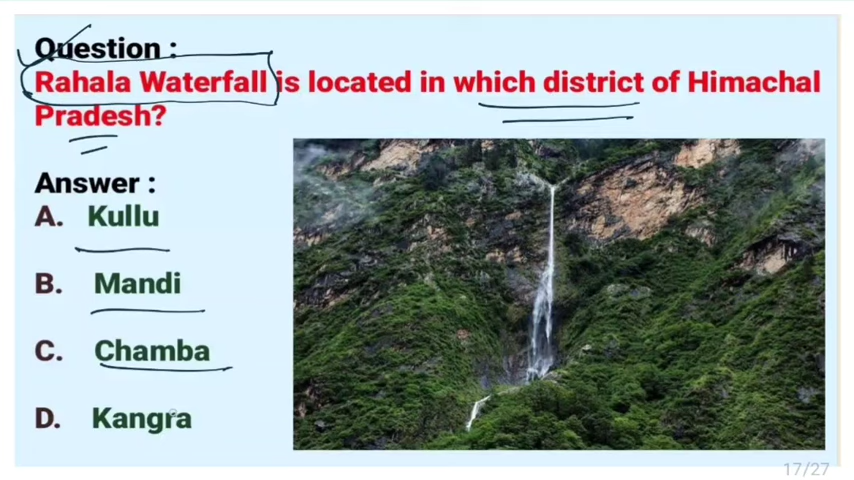 Question :
Rahala Waterfall is located in which district of Himachal
Pradesh?
Answer :
A. Kullu
B. Mandi
C. Chamba
D. Kangra
17/27